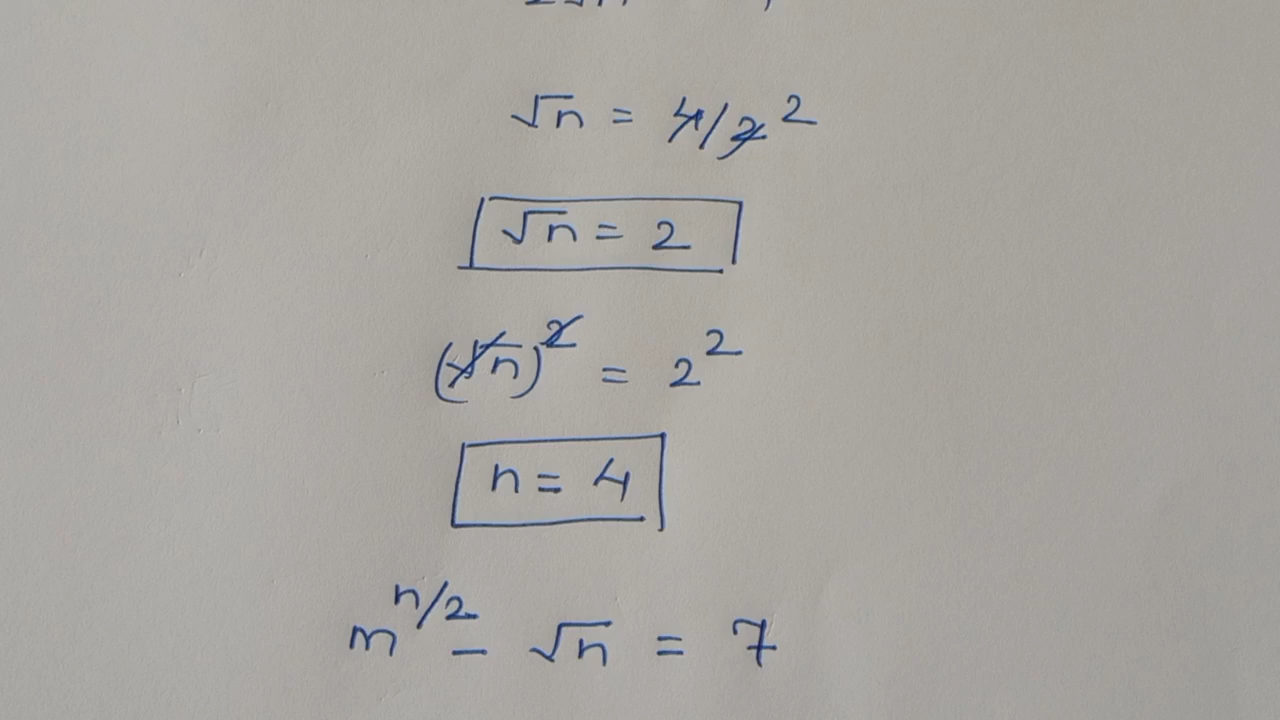 √n = 4/2 2
√n = 2
(√n)² = 2²
n = 4
m^(n/2) - √n = 7